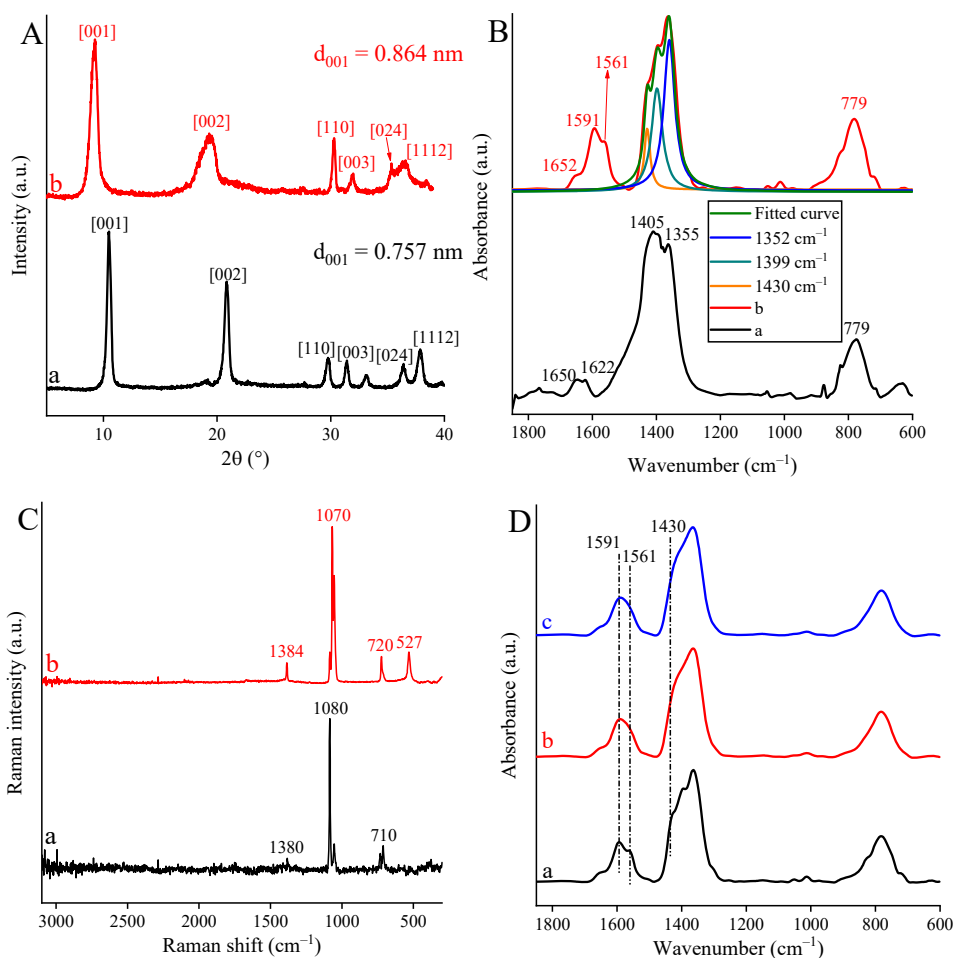 A
[001]
d001 = 0.864 nm
[002]
[110]
[024]
[003]
[1112]
b
[001]
d001 = 0.757 nm
[002]
[110]
[003]
[024]
[1112]
a
10
20
30
40
2θ (°)
Intensity (a.u.)
B
1561
1591
1652
779
Fitted curve
1352 cm–1
1399 cm–1
1430 cm–1
b
a
1405
1355
779
1650
1622
1800
1600
1400
1200
1000
800
600
Wavenumber (cm–1)
Absorbance (a.u.)
C
1070
1384
720
527
b
1080
1380
710
a
3000
2500
2000
1500
1000
500
Raman shift (cm–1)
Raman intensity (a.u.)
D
1591
1561
1430
c
b
a
1800
1600
1400
1200
1000
800
600
Wavenumber (cm–1)
Absorbance (a.u.)